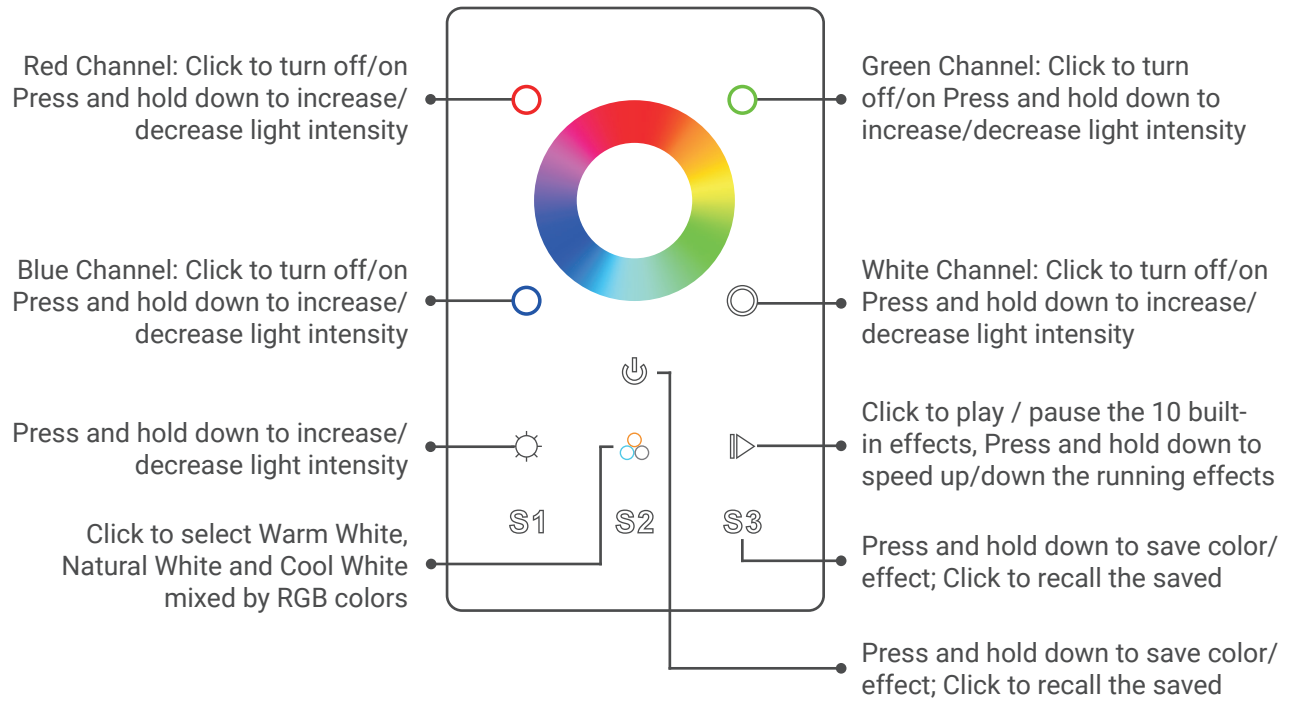 Red Channel: Click to turn off/on
Press and hold down to increase/
decrease light intensity
Green Channel: Click to turn
off/on Press and hold down to
increase/decrease light intensity
Blue Channel: Click to turn off/on
Press and hold down to increase/
decrease light intensity
White Channel: Click to turn off/on
Press and hold down to increase/
decrease light intensity
Press and hold down to increase/
decrease light intensity
Click to play / pause the 10 built-
in effects, Press and hold down to
speed up/down the running effects
S1 S2 S3
Click to select Warm White,
Natural White and Cool White
mixed by RGB colors
Press and hold down to save color/
effect; Click to recall the saved
Press and hold down to save color/
effect; Click to recall the saved